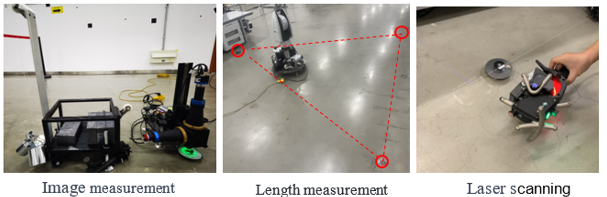 Image measurement
Length measurement
Laser scanning